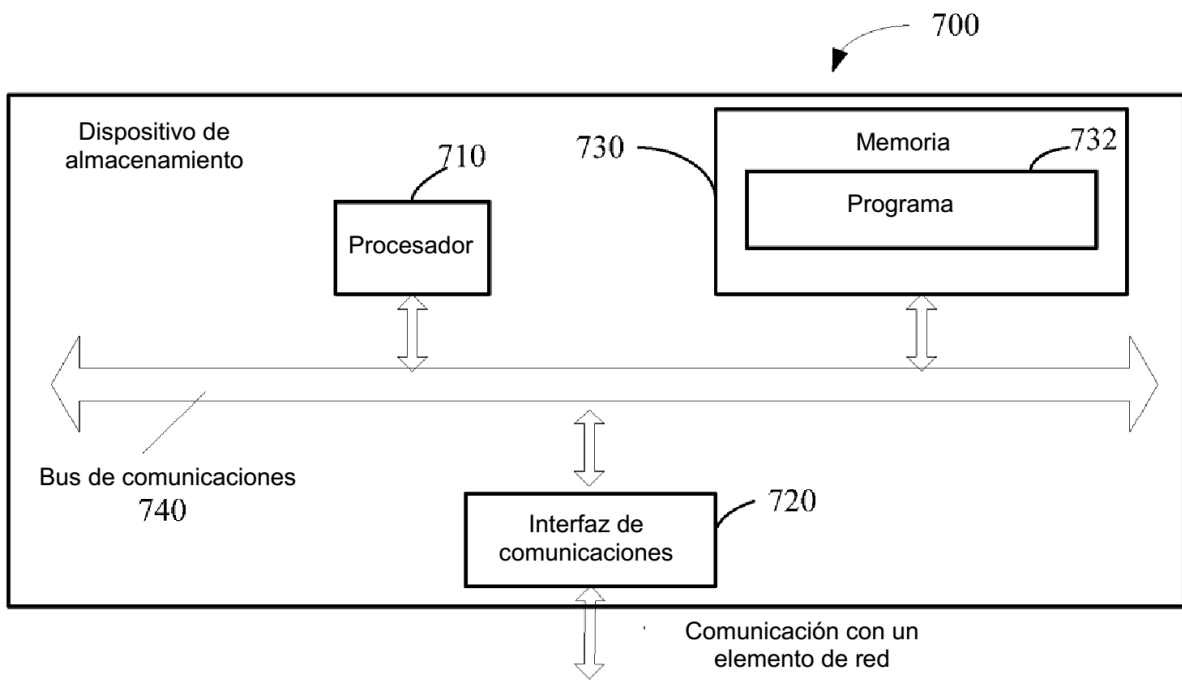 700
Dispositivo de
almacenamiento
710
Procesador
730
Memoria
732
Programa
Bus de comunicaciones
740
Interfaz de
comunicaciones
720
Comunicación con un
elemento de red